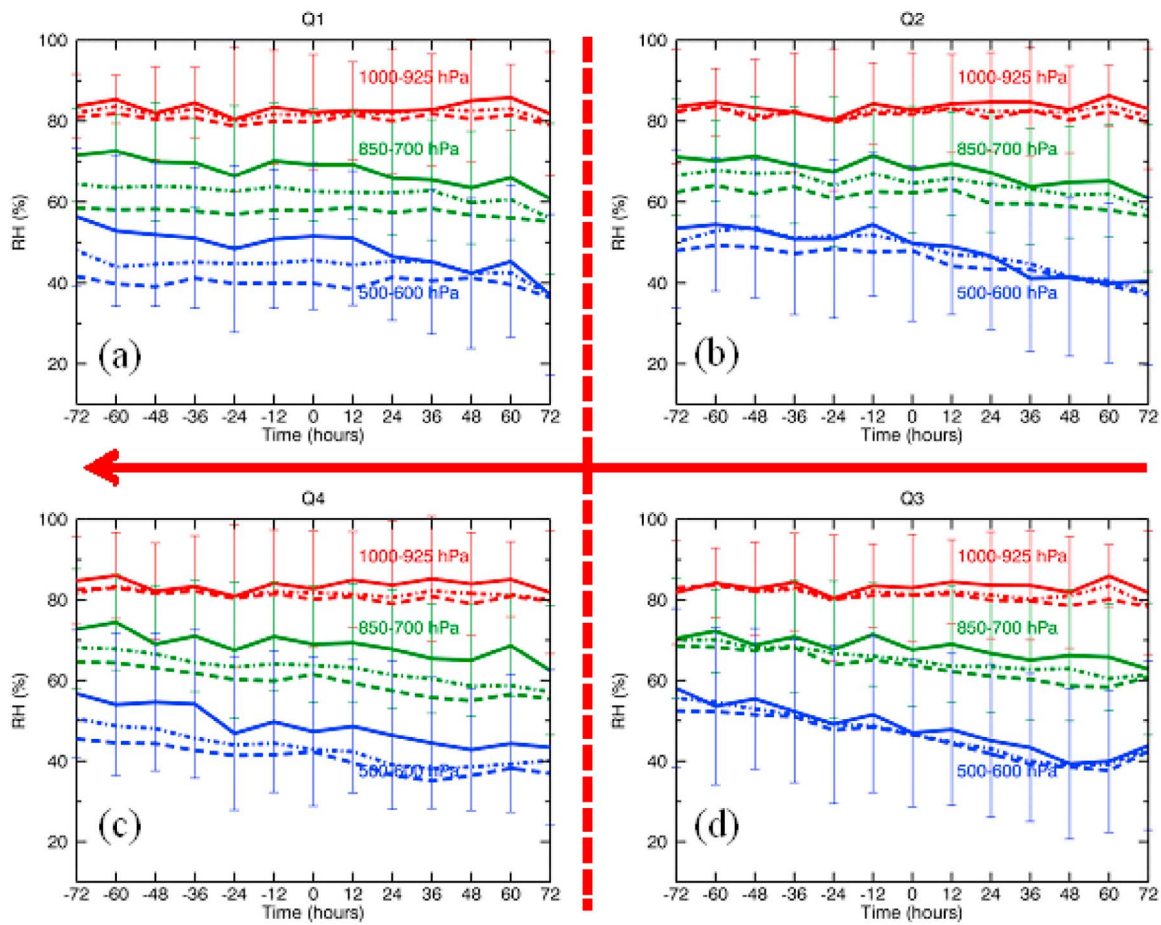 Q1
100
80
60
40
20
RH (%)
1000-925 hPa
850-700 hPa
500-600 hPa
(a)
-72 -60 -48 -36 -24 -12 0 12 24 36 48 60 72
Time (hours)
Q2
100
80
60
40
20
RH (%)
1000-925 hPa
850-700 hPa
500-600 hPa
(b)
-72 -60 -48 -36 -24 -12 0 12 24 36 48 60 72
Time (hours)
Q4
100
80
60
40
20
RH (%)
1000-925 hPa
850-700 hPa
500-600 hPa
(c)
-72 -60 -48 -36 -24 -12 0 12 24 36 48 60 72
Time (hours)
Q3
100
80
60
40
20
RH (%)
1000-925 hPa
850-700 hPa
500-600 hPa
(d)
-72 -60 -48 -36 -24 -12 0 12 24 36 48 60 72
Time (hours)